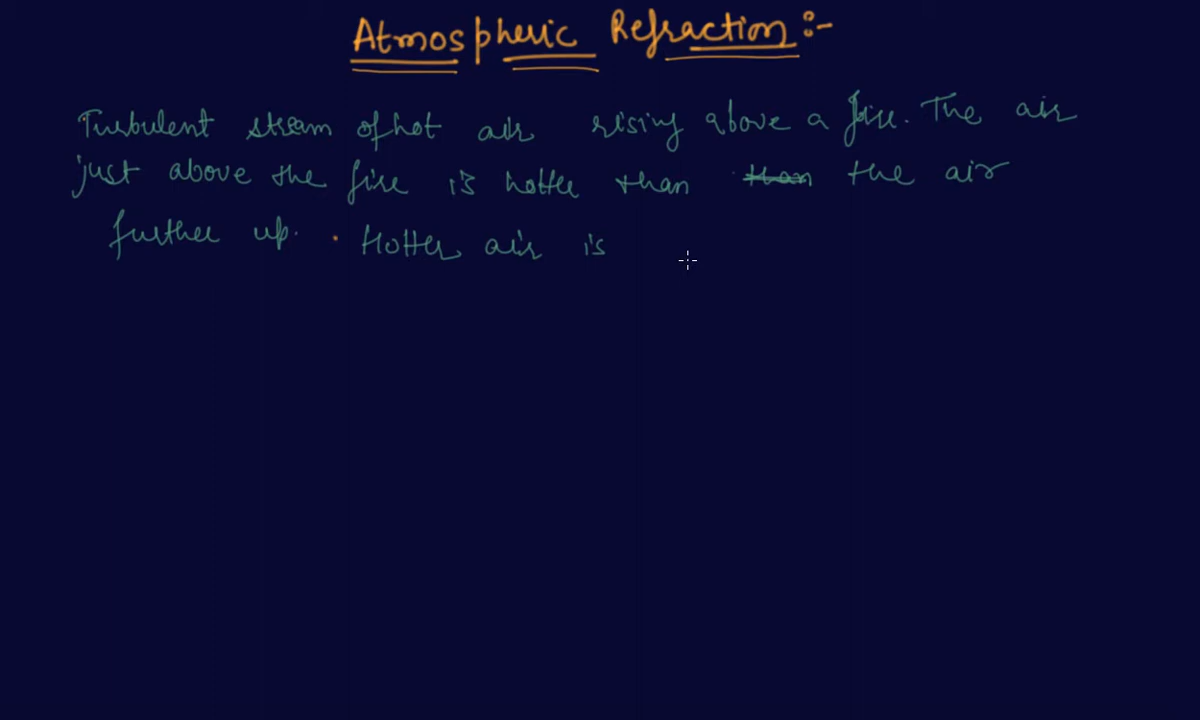 Atmospheric Refraction :-
Turbulent stream of hot air rising above a fire. The air
just above the fire is hotter than than the air
further up. Hotter air is